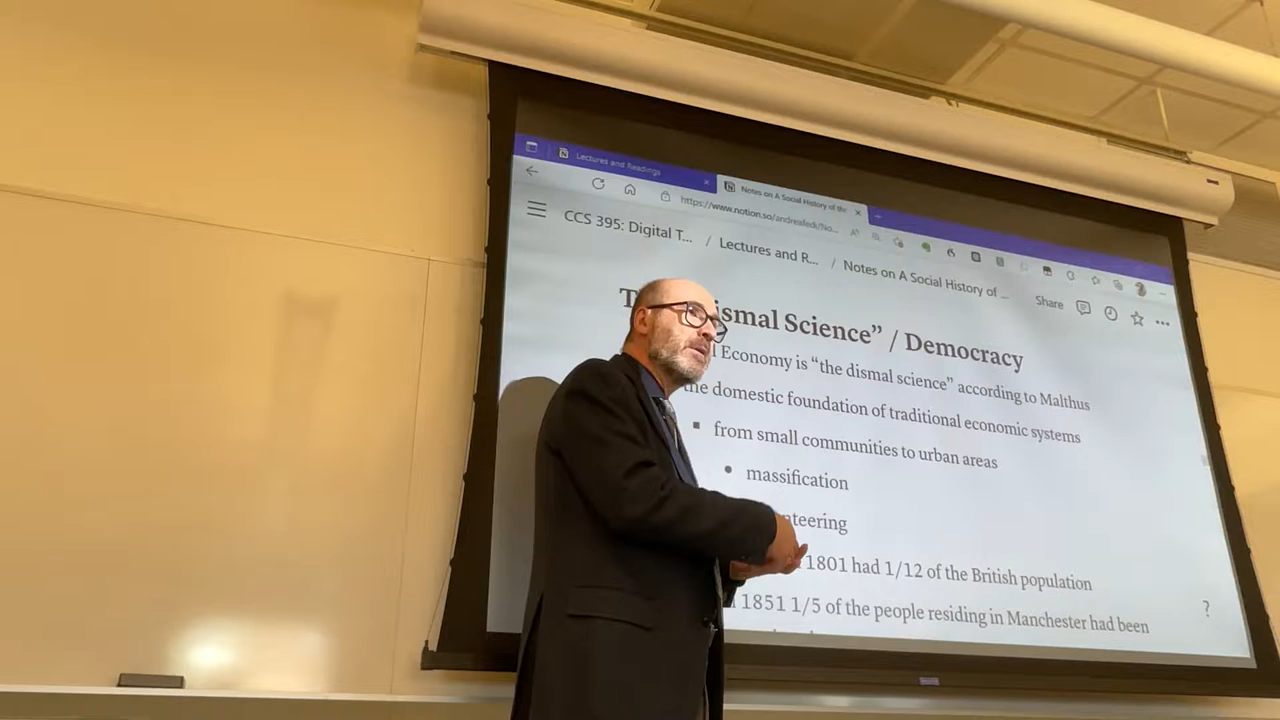 Lectures and Readings
Notes on A Social History of the
https://www.notion.so/andreafedi/No...
CCS 395: Digital T... / Lectures and R... / Notes on A Social History of ...
Share
ismal Science” / Democracy
Economy is “the dismal science” according to Malthus
the domestic foundation of traditional economic systems
from small communities to urban areas
massification
nteering
1801 had 1/12 of the British population
1851 1/5 of the people residing in Manchester had been
?